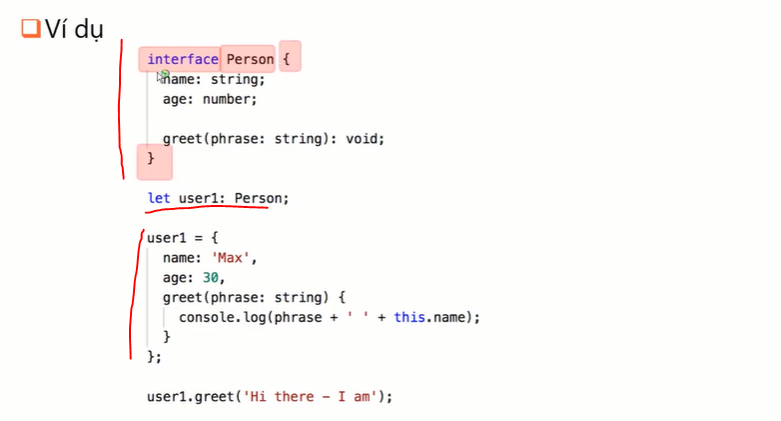 Ví dụ
interface Person {
name: string;
age: number;
greet(phrase: string): void;
}
let user1: Person;
user1 = {
name: 'Max',
age: 30,
greet(phrase: string) {
console.log(phrase + ' ' + this.name);
}
};
user1.greet('Hi there – I am');